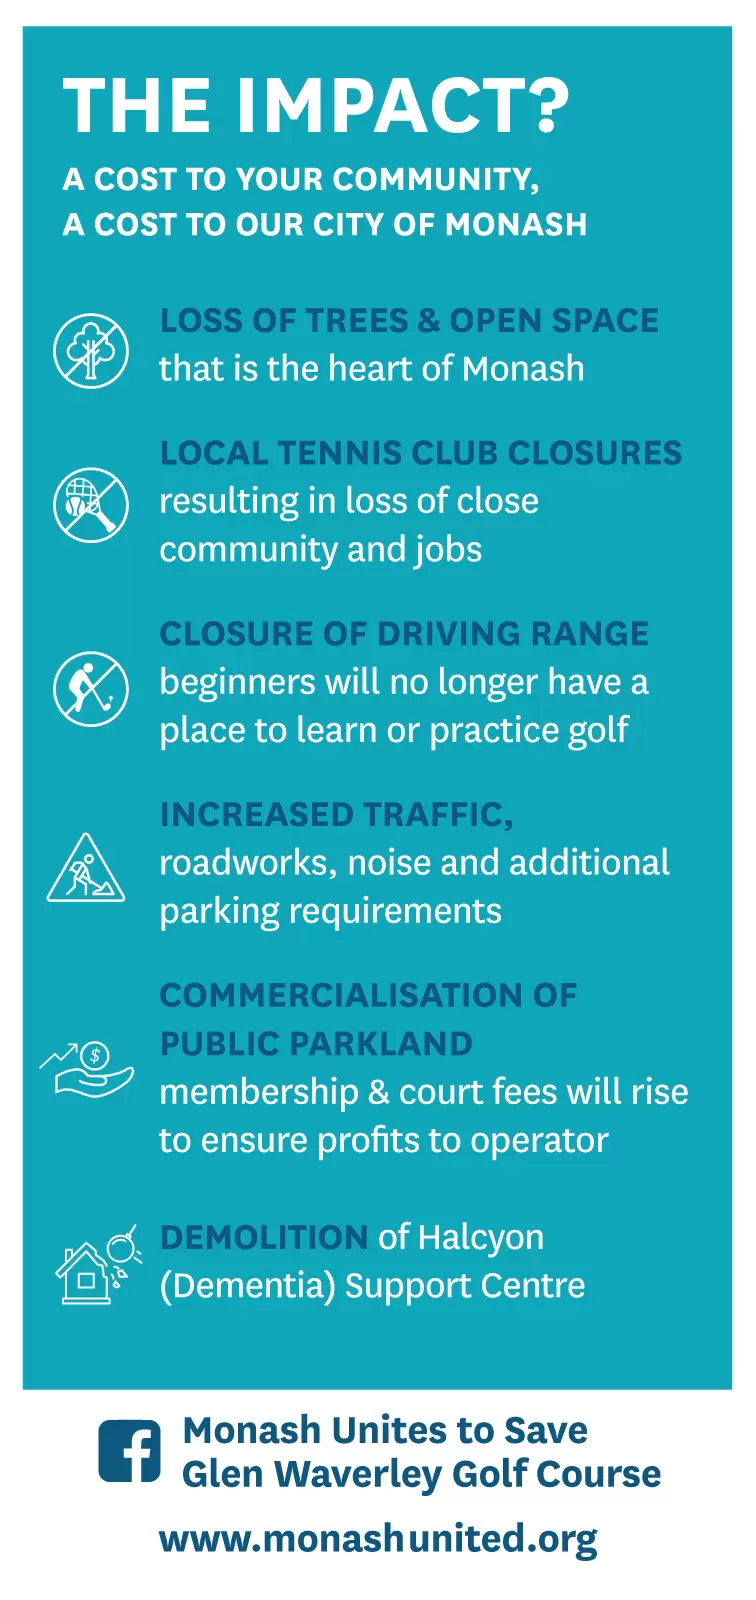 THE IMPACT?
A COST TO YOUR COMMUNITY,
A COST TO OUR CITY OF MONASH
LOSS OF TREES & OPEN SPACE
that is the heart of Monash
LOCAL TENNIS CLUB CLOSURES
resulting in loss of close
community and jobs
CLOSURE OF DRIVING RANGE
beginners will no longer have a
place to learn or practice golf
INCREASED TRAFFIC,
roadworks, noise and additional
parking requirements
COMMERCIALISATION OF
PUBLIC PARKLAND
$
membership & court fees will rise
to ensure profits to operator
DEMOLITION of Halcyon
(Dementia) Support Centre
f
Monash Unites to Save
Glen Waverley Golf Course
www.monashunited.org